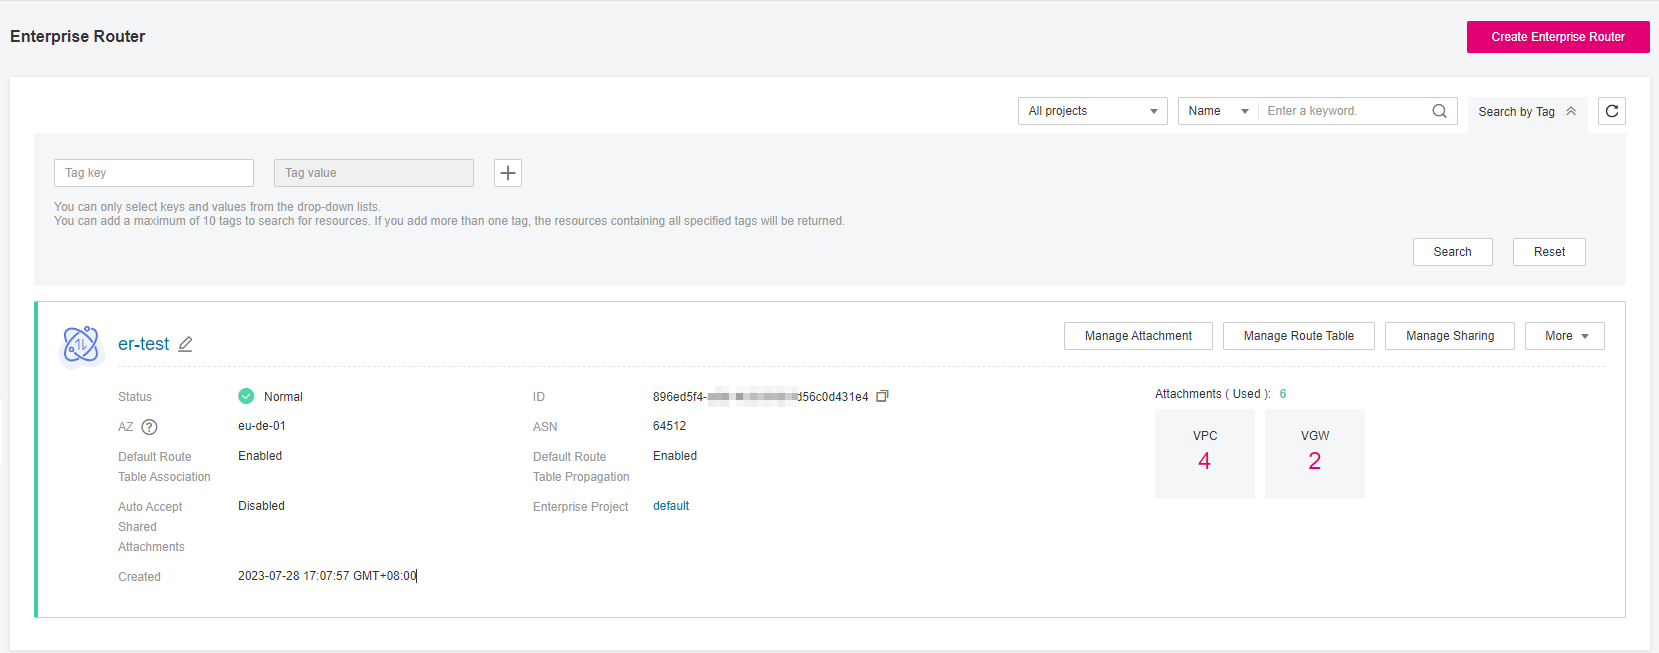 Enterprise Router
Create Enterprise Router
All projects
Name
Enter a keyword.
Search by Tag
Tag key
Tag value
You can only select keys and values from the drop-down lists.
You can add a maximum of 10 tags to search for resources. If you add more than one tag, the resources containing all specified tags will be returned.
Search
Reset
er-test
Manage Attachment
Manage Route Table
Manage Sharing
More
Status
Normal
ID
896ed5f4-
d56c0d431e4
Attachments ( Used ): 6
AZ
?
eu-de-01
ASN
64512
VPC
4
VGW
2
Default Route
Table Association
Enabled
Default Route
Table Propagation
Enabled
Auto Accept
Shared
Attachments
Disabled
Enterprise Project
default
Created
2023-07-28 17:07:57 GMT+08:00